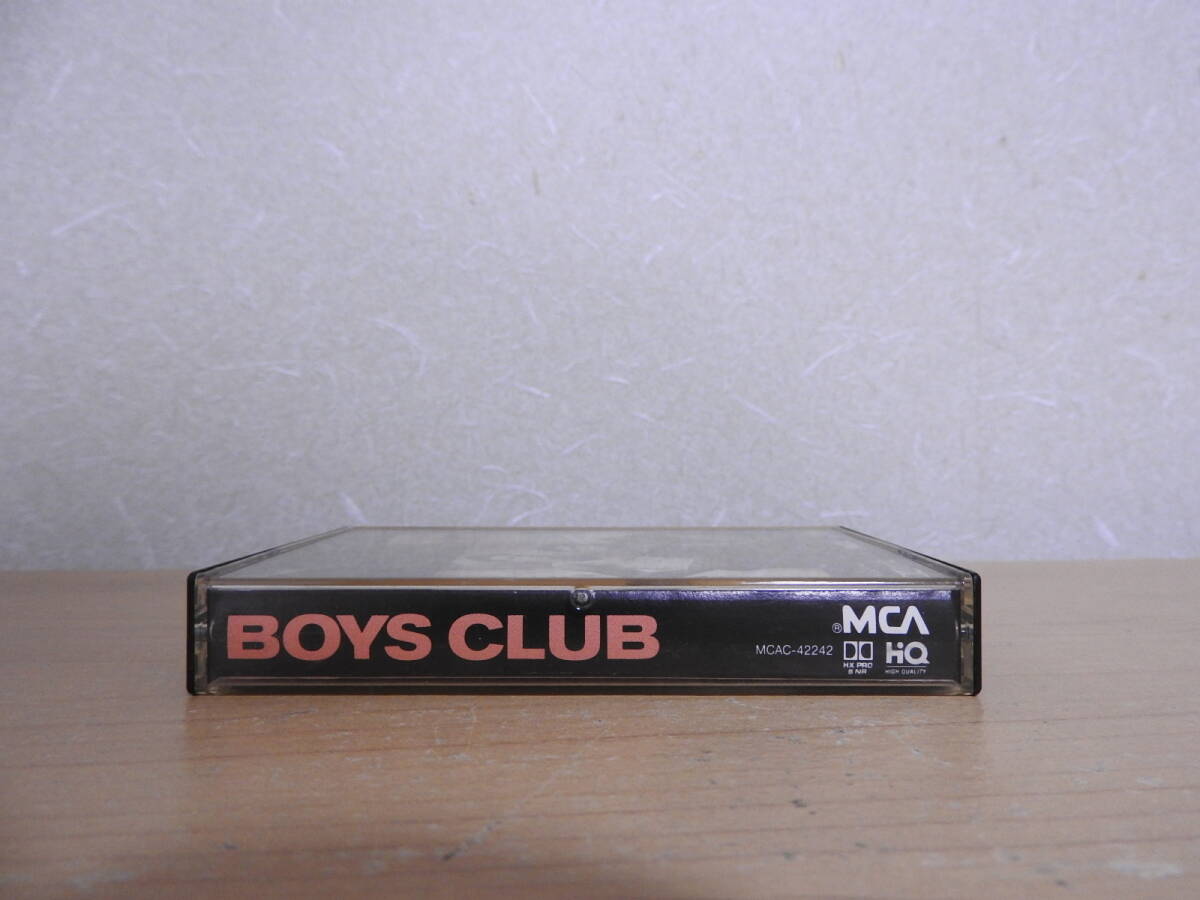 BOYS CLUB
MCAC-42242
®MCA
HX PRO
B NR
HiQ
HIGH QUALITY